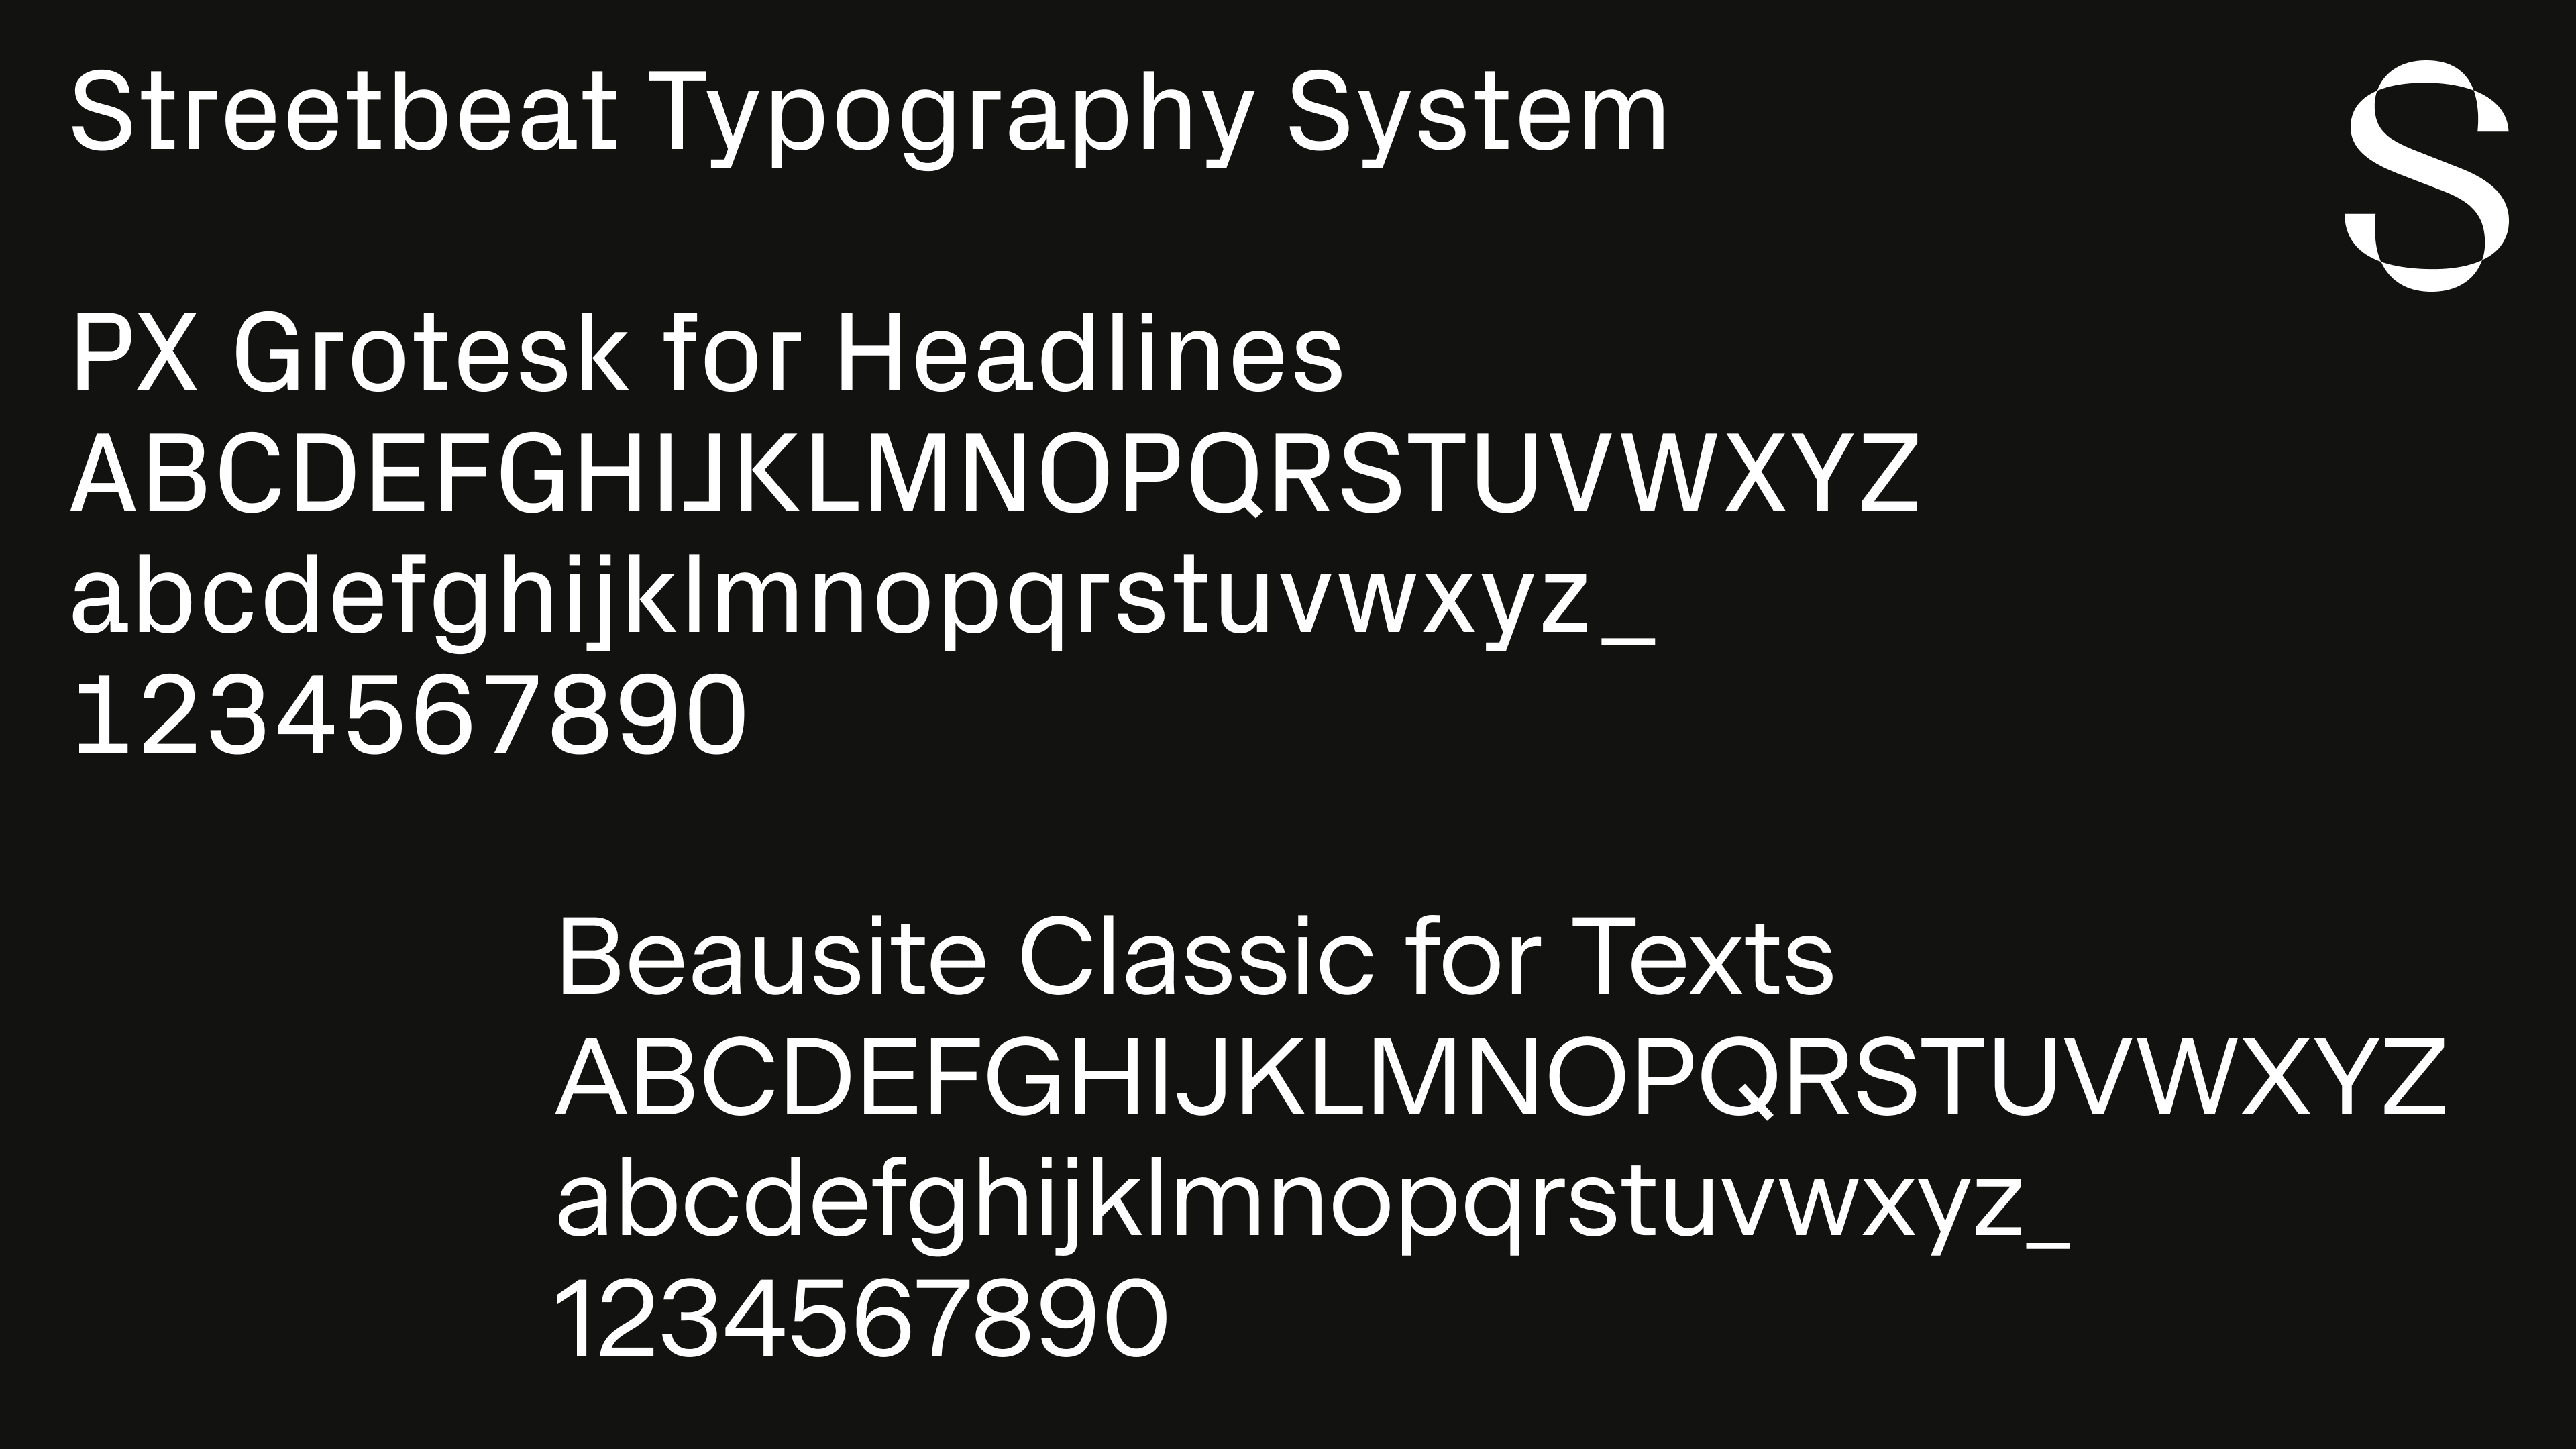 Streetbeat Typography System
S
PX Grotesk for Headlines
ABCDEFGHIJKLMNOPQRSTUVWXYZ
abcdefghijklmnopqrstuvwxyz_
1234567890
Beausite Classic for Texts
ABCDEFGHIJKLMNOPQRSTUVWXYZ
abcdefghijklmnopqrstuvwxyz_
1234567890